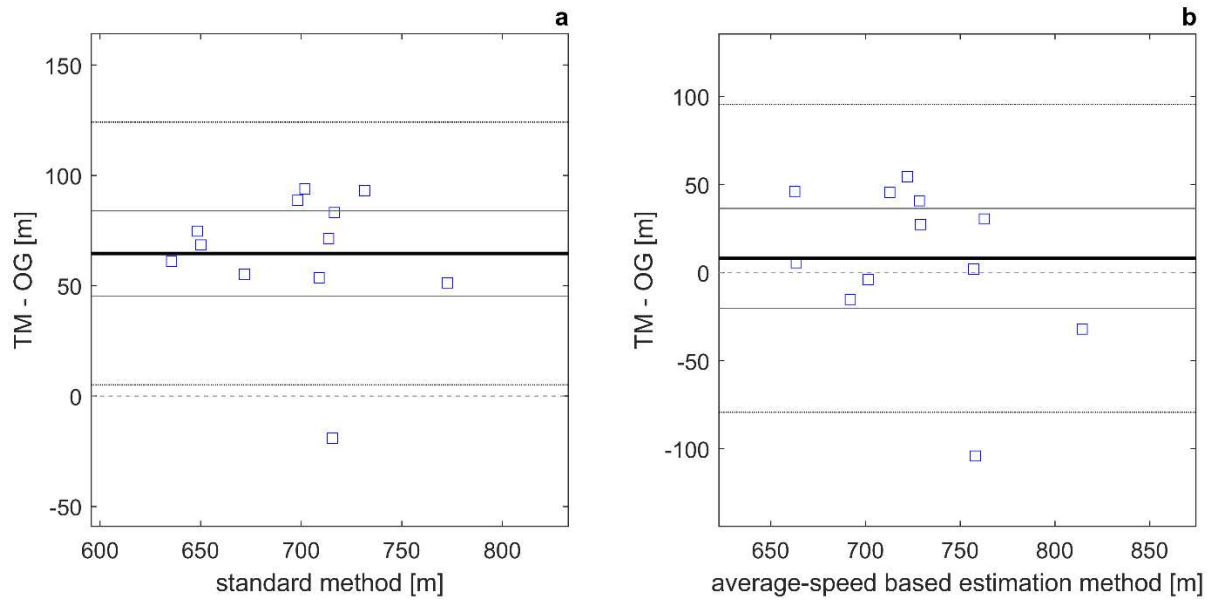 a
150
100
50
0
-50
TM - OG [m]
600 650 700 750 800
standard method [m]
b
100
50
0
-50
-100
TM - OG [m]
650 700 750 800 850
average-speed based estimation method [m]